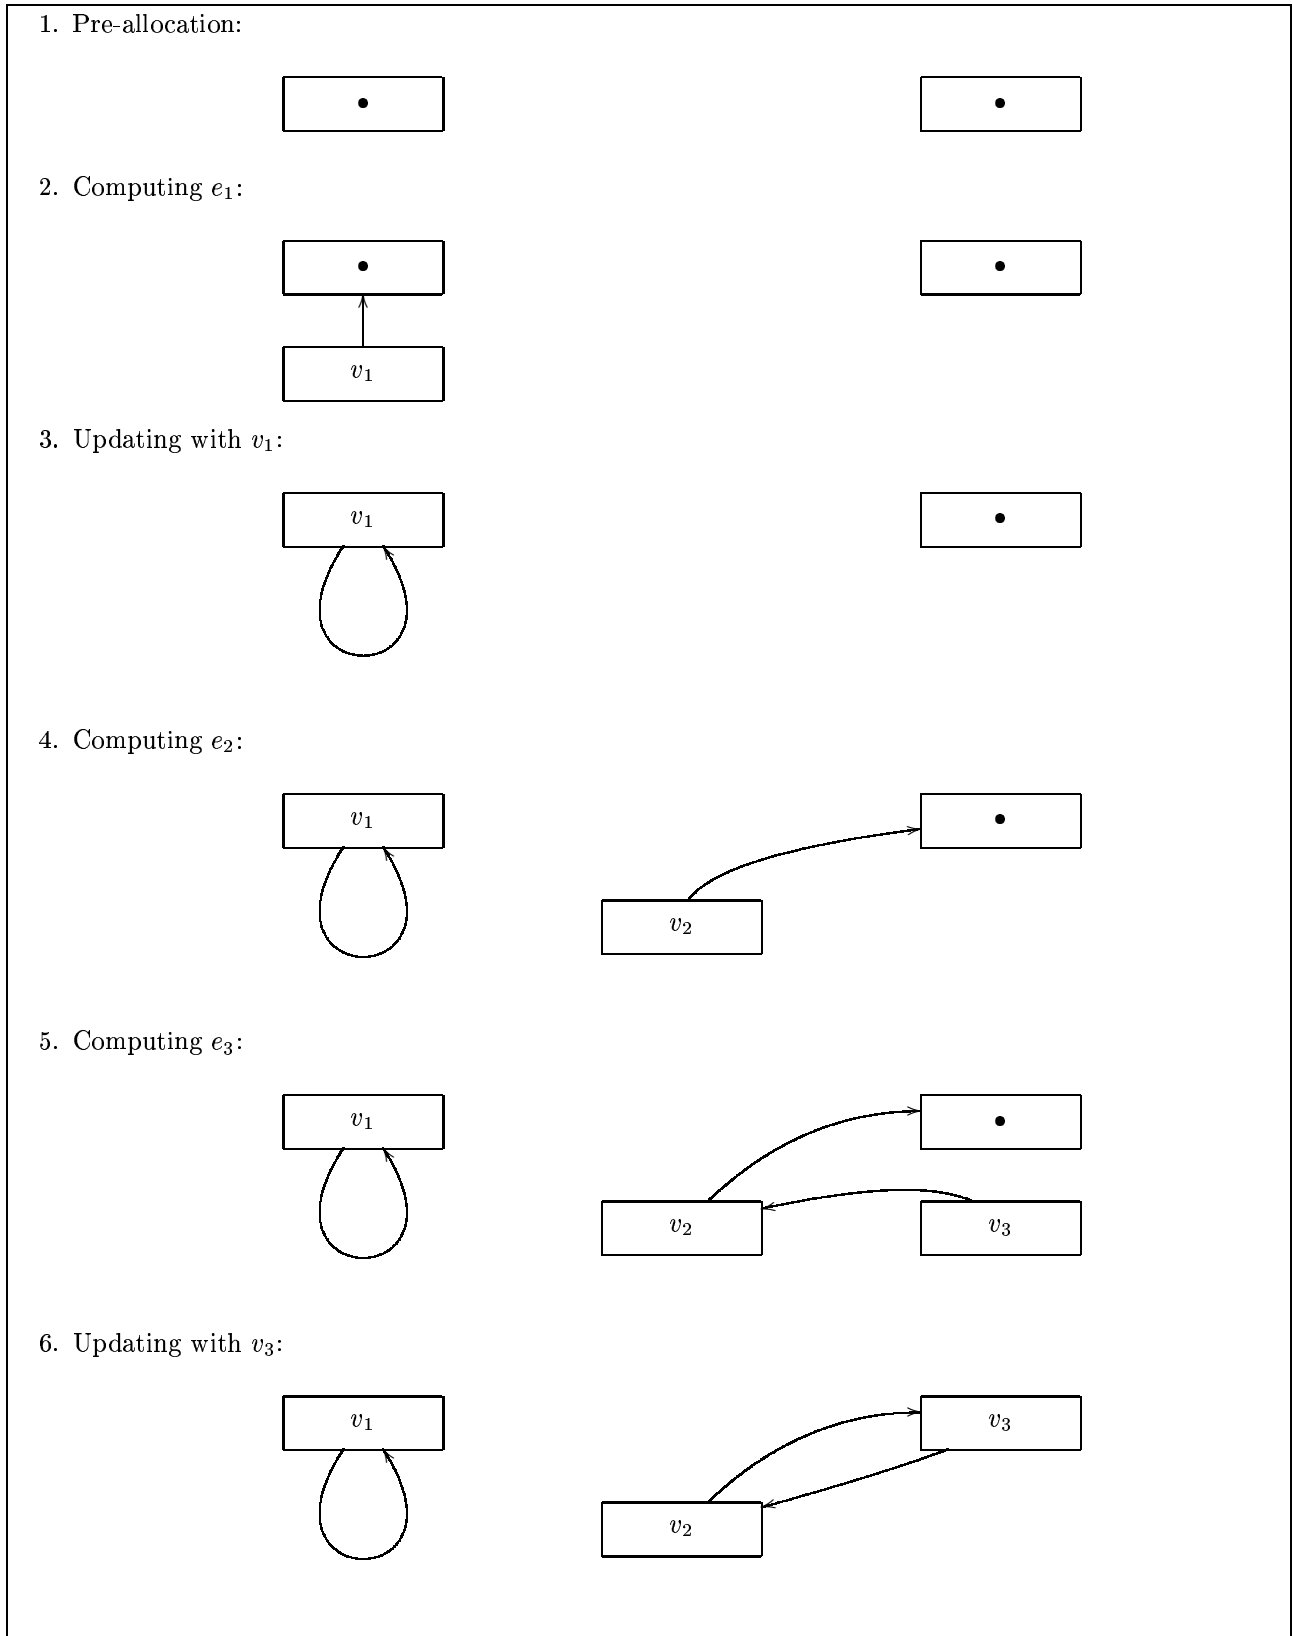 1. Pre-allocation:
•    •
2. Computing e₁:
•    •
v₁
3. Updating with v₁:
v₁    •
4. Computing e₂:
v₁    •
v₂
5. Computing e₃:
v₁    •
v₂    v₃
6. Updating with v₃:
v₁    v₃
v₂